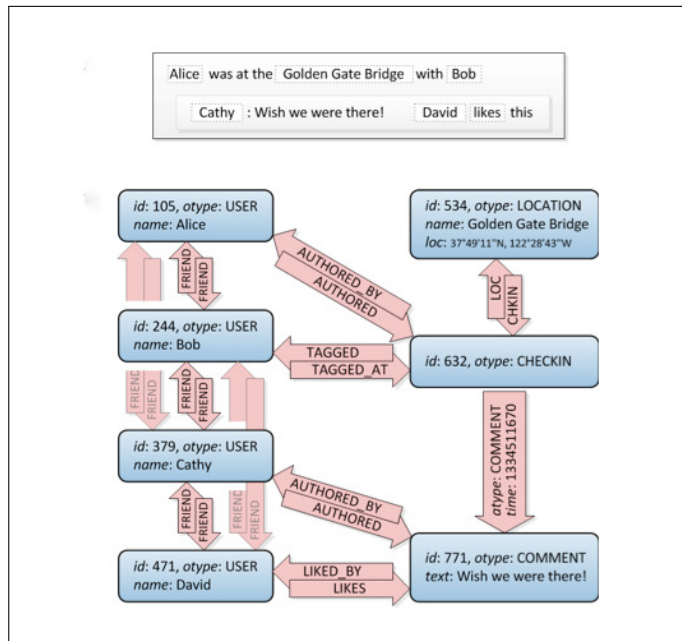 Alice was at the Golden Gate Bridge with Bob
Cathy : Wish we were there! David likes this
id: 105, otype: USER
name: Alice
id: 534, otype: LOCATION
name: Golden Gate Bridge
loc: 37°49'11"N, 122°28'43"W
FRIEND
FRIEND
AUTHORED_BY
AUTHORED
LOC
CHKIN
id: 244, otype: USER
name: Bob
TAGGED
TAGGED_AT
id: 632, otype: CHECKIN
FRIEND
FRIEND
FRIEND
FRIEND
otype: COMMENT
time: 1334511670
id: 379, otype: USER
name: Cathy
AUTHORED_BY
AUTHORED
FRIEND
FRIEND
FRIEND
FRIEND
id: 471, otype: USER
name: David
LIKED_BY
LIKES
id: 771, otype: COMMENT
text: Wish we were there!